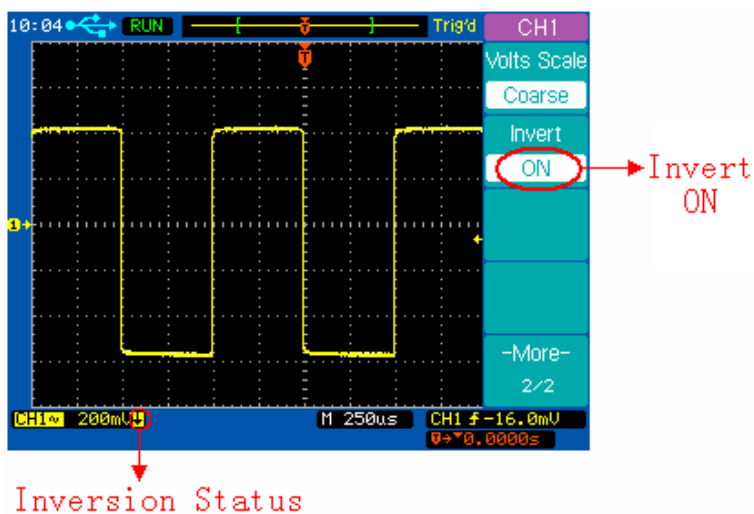 10:04 RUN T Trig'd CH1
T
Volts Scale
Coarse
Invert
ON
Invert
ON
1
-More-
2/2
CH1~ 200mV M 250us CH1 -16.0mV
0.0000s
Inversion Status